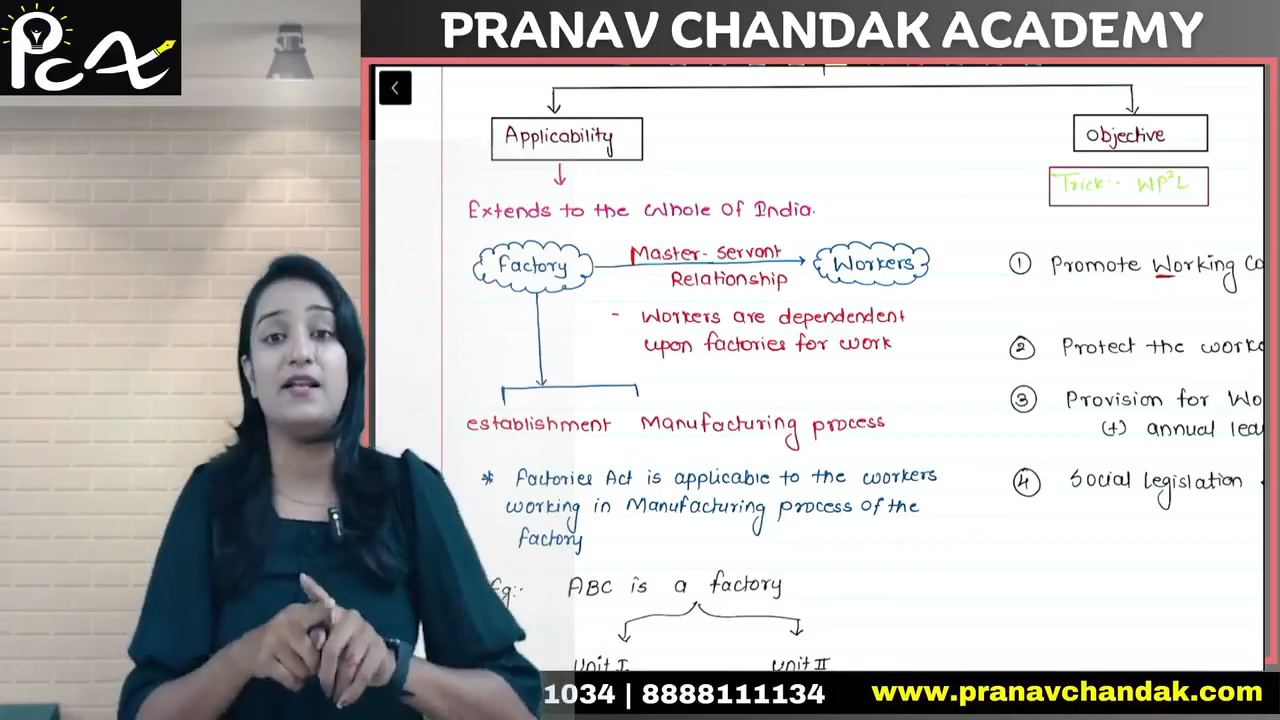 PCA
PRANAV CHANDAK ACADEMY
Applicability
Objective
Trick:- WP²L
Extends to the Whole Of India.
factory
Master-Servant
Relationship
Workers
- Workers are dependendent
upon factories for work
establishment Manufacturing process
* Factories Act is applicable to the workers
working in Manufacturing process of the
factory
Eg:- ABC is a factory
Unit I
Unit II
① Promote Working Co
② Protect the worke
③ Provision for Wo
(+) annual lea
④ Social legislation
1034 | 8888111134
www.pranavchandak.com